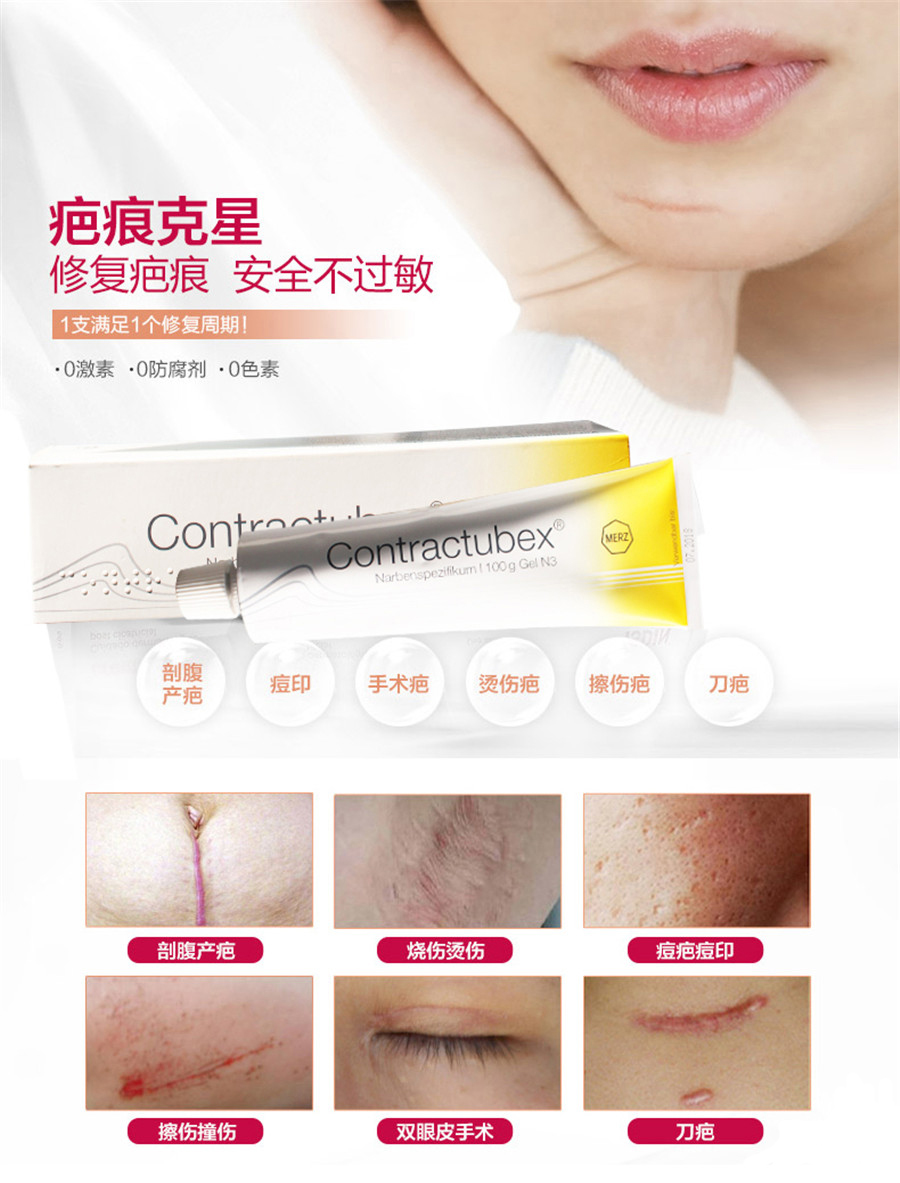 疤痕克星
修复疤痕 安全不过敏
1支满足1个修复周期!
·0激素 ·0防腐剂 ·0色素
Contractub
Contractubex®
Narbenspezifikum | 100 g Gel N3
MERZ
07.2018
剖腹
产疤
痘印
手术疤
烫伤疤
擦伤疤
刀疤
剖腹产疤
烧伤烫伤
痘疤痘印
擦伤撞伤
双眼皮手术
刀疤